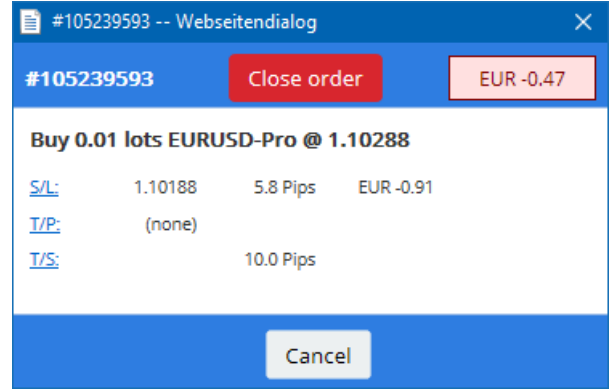 #105239593 -- Webseitendialog
#105239593 Close order EUR -0.47
Buy 0.01 lots EURUSD-Pro @ 1.10288
S/L: 1.10188 5.8 Pips EUR -0.91
T/P: (none)
T/S: 10.0 Pips
Cancel